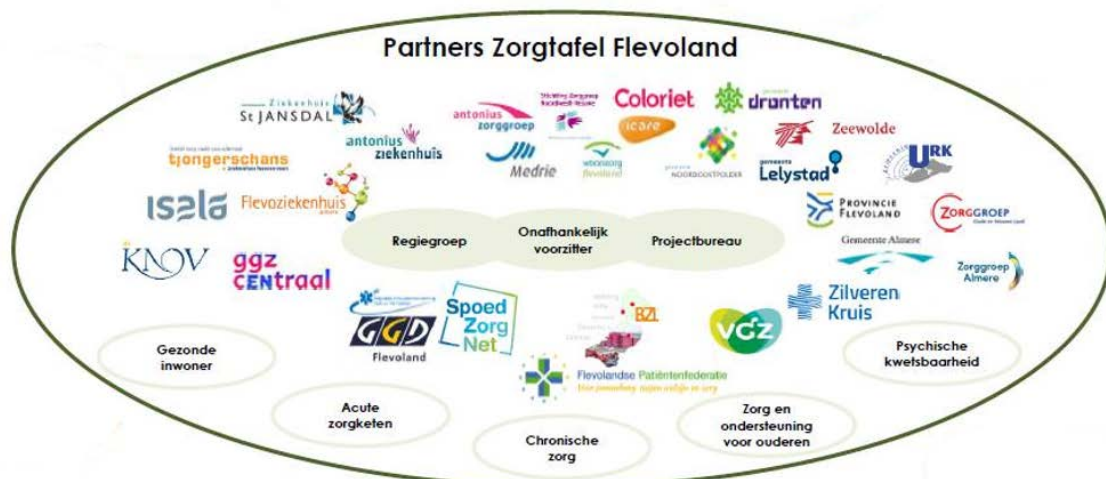 Partners Zorgtafel Flevoland
Ziekenhuis
ST JANSDAL
antonius
zorggroep
Coloriet
dronten
antonius
ziekenhuis
icare
Zeewolde
tjongerschans
Medrie
woonzorg
flevoland
gemeente
NOORDOOSTPOLDER
gemeente
Lelystad
URK
isala
Flevoziekenhuis
PROVINCIE
FLEVOLAND
ZORGGROEP
Regiegroep
Onafhankelijk
voorzitter
Projectbureau
KNOV
ggz
CENtraal
Gemeente Almere
Zorggroep
Almere
GGD
Flevoland
Spoed
Zorg
Net
BZL
VGZ
Zilveren
Kruis
Gezonde
inwoner
Flevolandse Patiëntenfederatie
Psychische
kwetsbaarheid
Acute
zorgketen
Chronische
zorg
Zorg en
ondersteuning
voor ouderen